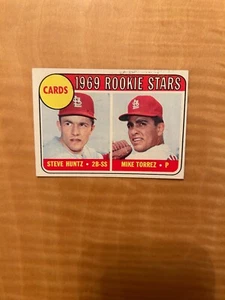 1969 ROOKIE STARS
CARDS
STEVE HUNTZ • 2B-SS
MIKE TORREZ • P